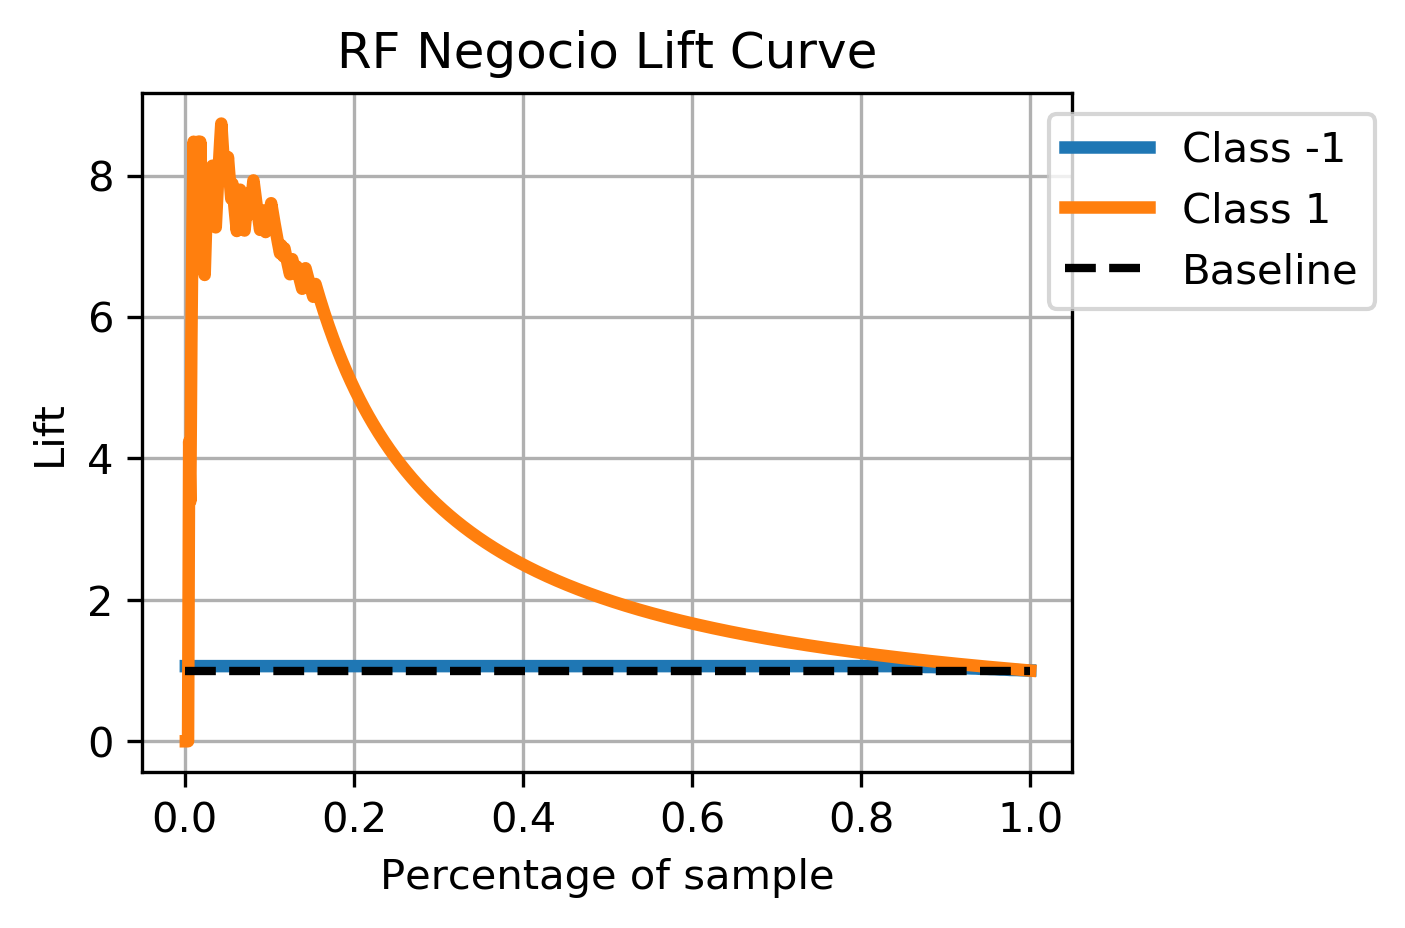 RF Negocio Lift Curve
Class -1
Class 1
Baseline
Lift
8
6
4
2
0
0.0 0.2 0.4 0.6 0.8 1.0
Percentage of sample